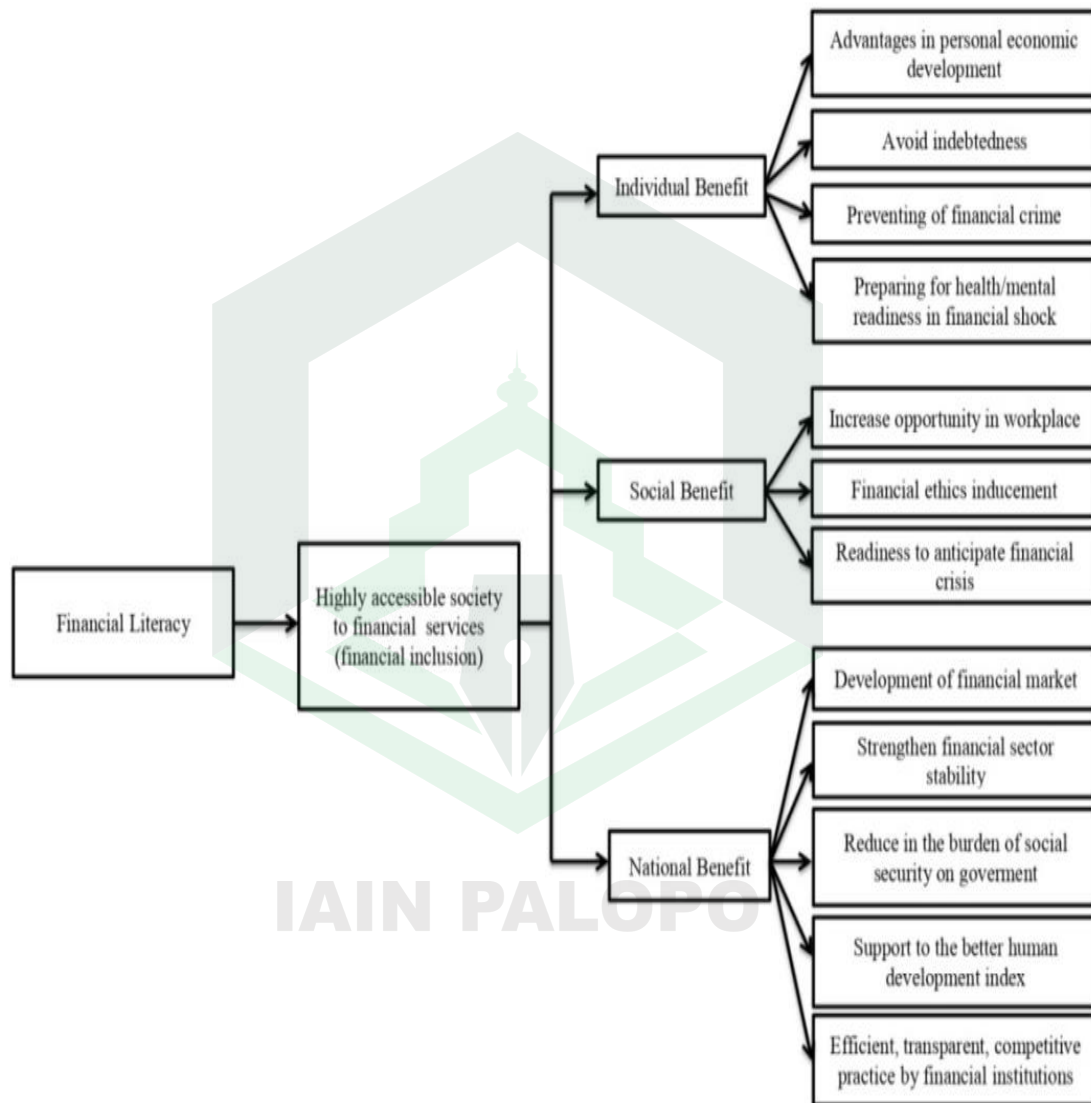 Financial Literacy
Highly accessible society
to financial services
(financial inclusion)
Individual Benefit
Advantages in personal economic
development
Avoid indebtedness
Preventing of financial crime
Preparing for health/mental
readiness in financial shock
Social Benefit
Increase opportunity in workplace
Financial ethics inducement
Readiness to anticipate financial
crisis
National Benefit
Development of financial market
Strengthen financial sector
stability
Reduce in the burden of social
security on goverment
Support to the better human
development index
Efficient, transparent, competitive
practice by financial institutions
IAIN PALOPO